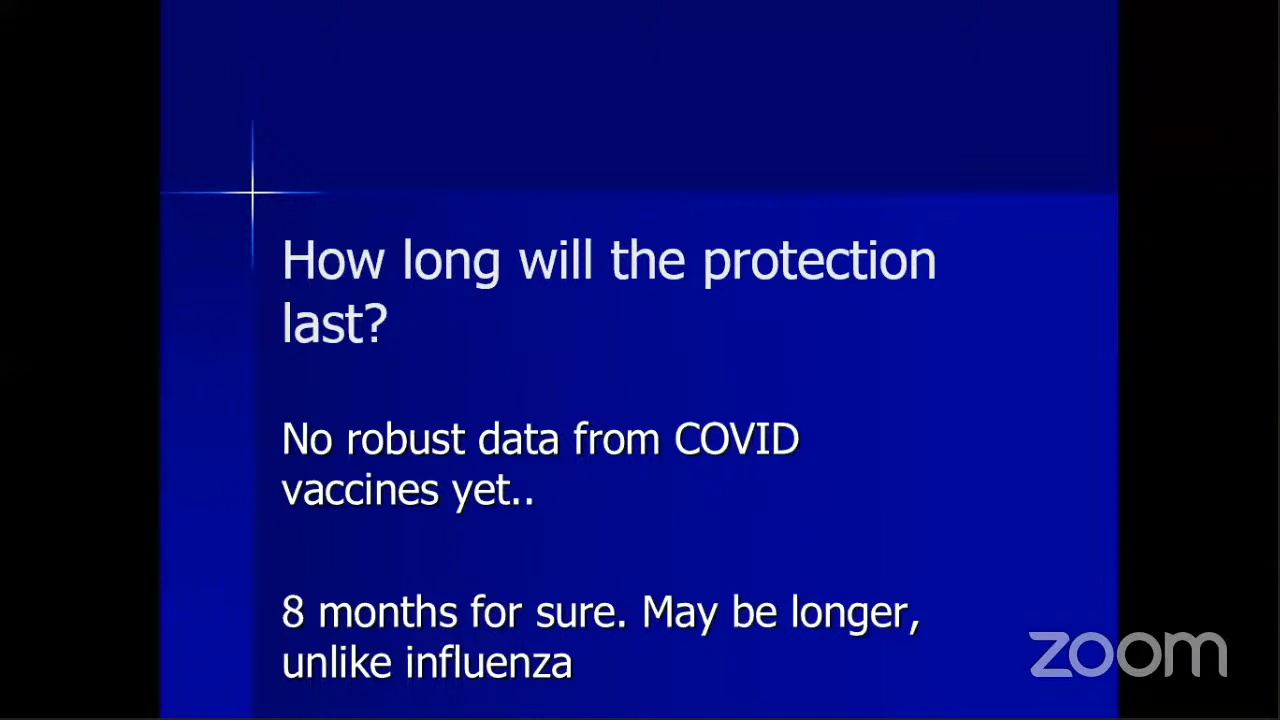 How long will the protection
last?
No robust data from COVID
vaccines yet..
8 months for sure. May be longer,
unlike influenza
zoom